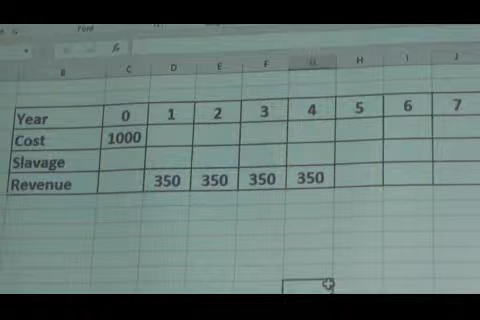 B C D E F G H I J
Year 0 1 2 3 4 5 6 7
Cost 1000
Slavage
Revenue 350 350 350 350